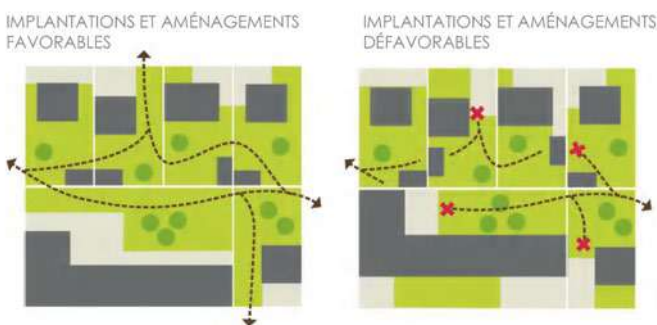 IMPLANTATIONS ET AMÉNAGEMENTS
FAVORABLES
IMPLANTATIONS ET AMÉNAGEMENTS
DÉFAVORABLES